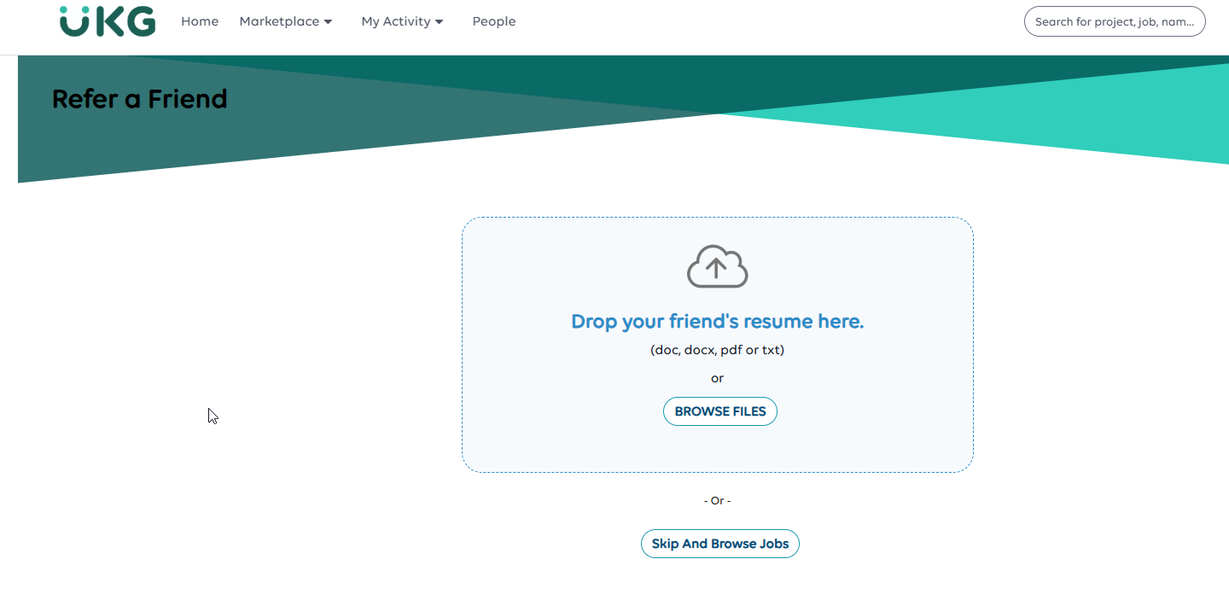 UKG Home Marketplace My Activity People Search for project, job, nam...
Refer a Friend
Drop your friend's resume here.
(doc, docx, pdf or txt)
or
BROWSE FILES
- Or -
Skip And Browse Jobs